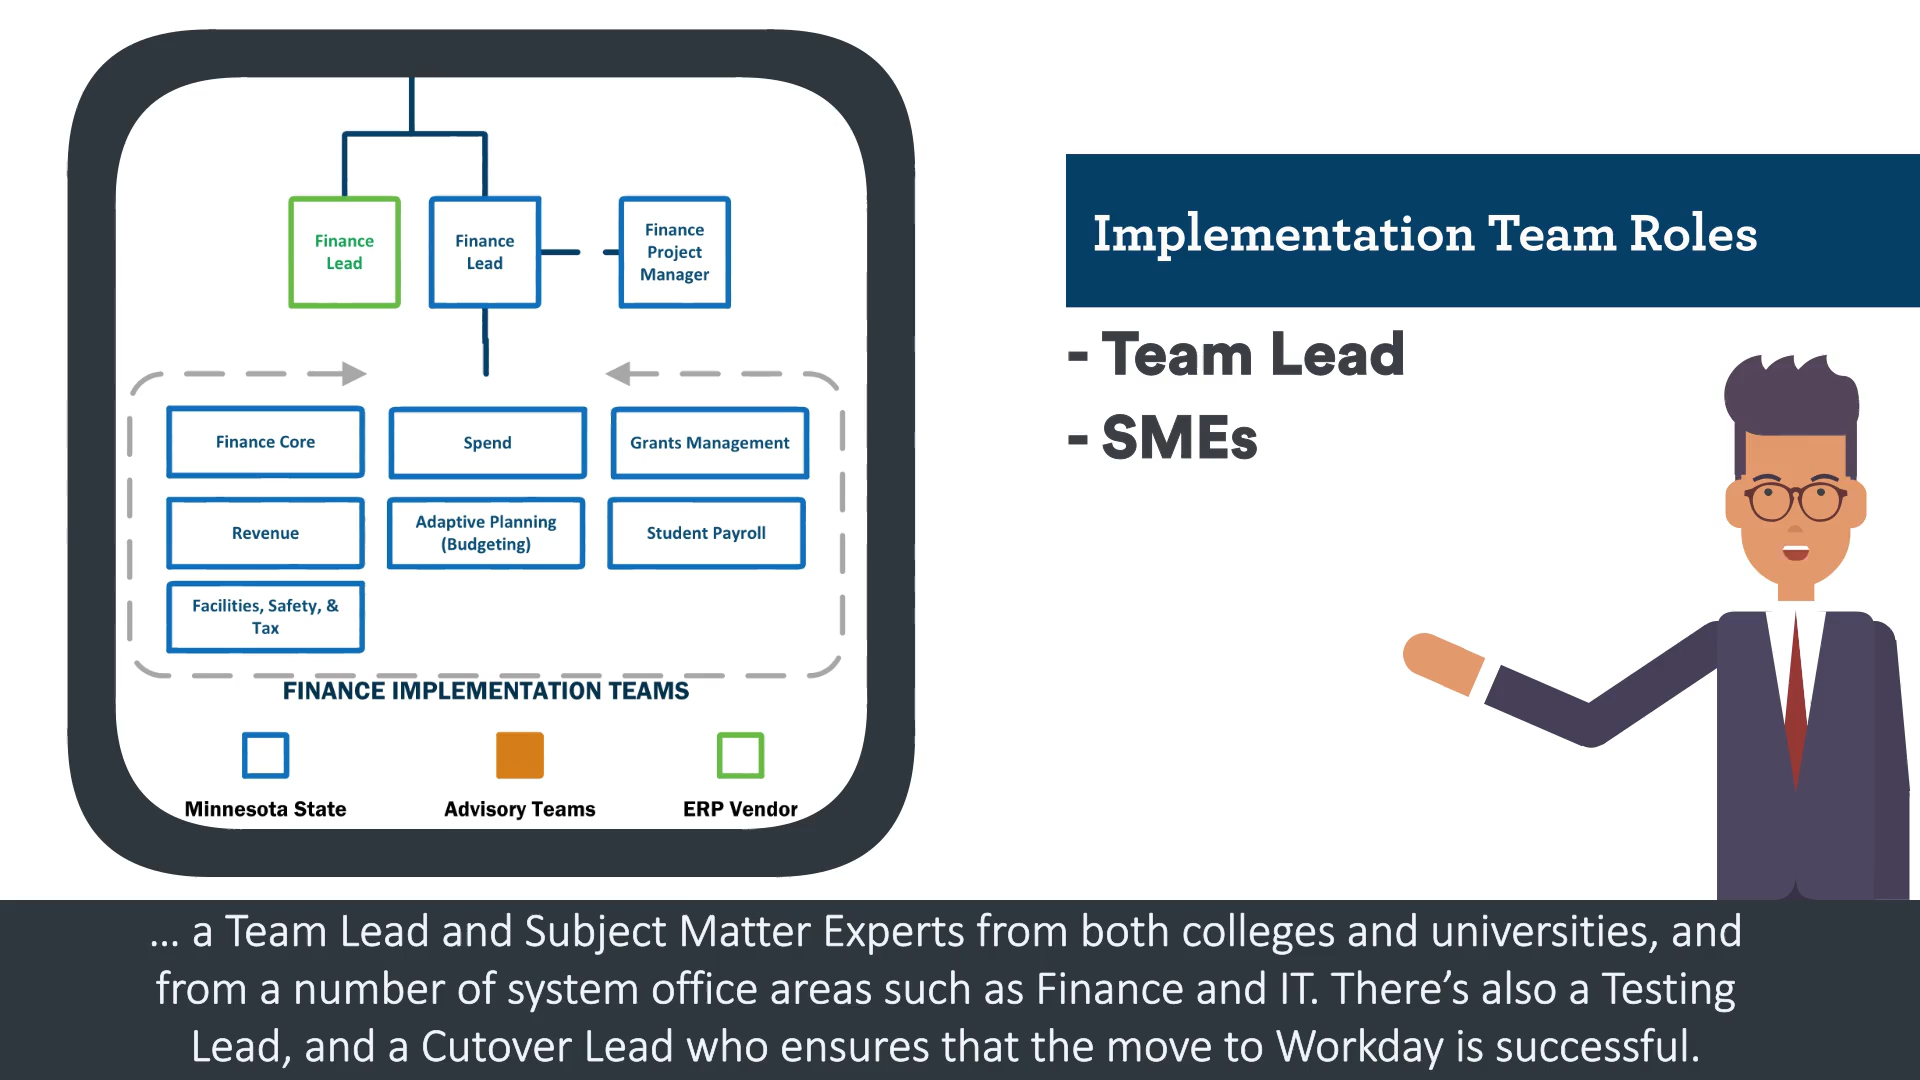 Finance
Lead
Finance
Lead
Finance
Project
Manager
Finance Core
Spend
Grants Management
Revenue
Adaptive Planning
(Budgeting)
Student Payroll
Facilities, Safety, &
Tax
FINANCE IMPLEMENTATION TEAMS
Minnesota State
Advisory Teams
ERP Vendor
Implementation Team Roles
- Team Lead
- SMEs
... a Team Lead and Subject Matter Experts from both colleges and universities, and
from a number of system office areas such as Finance and IT. There’s also a Testing
Lead, and a Cutover Lead who ensures that the move to Workday is successful.